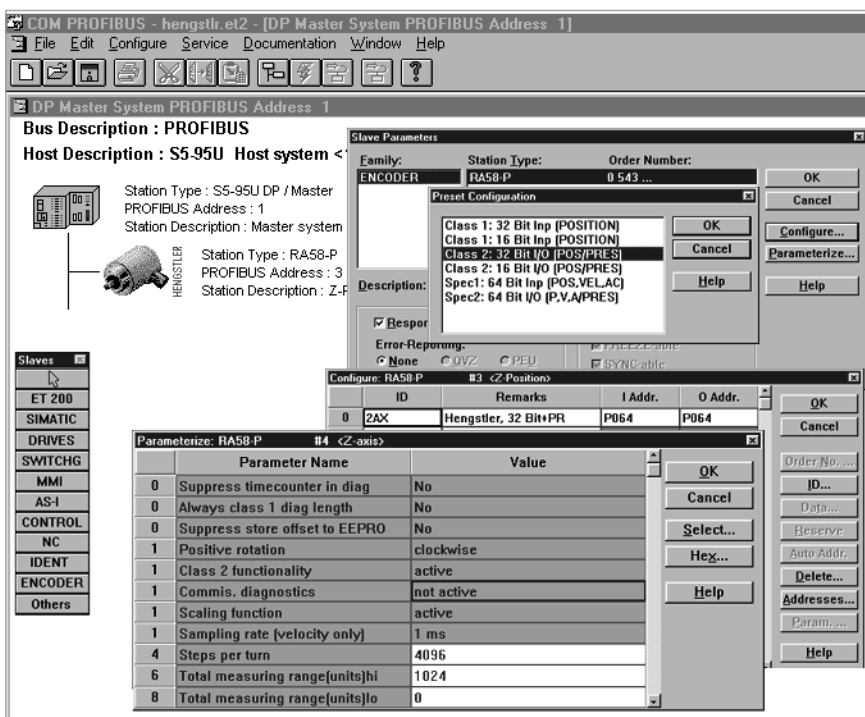 COM PROFIBUS - hengstlr.et2 - [DP Master System PROFIBUS Address 1]
File Edit Configure Service Documentation Window Help
DP Master System PROFIBUS Address 1
Bus Description : PROFIBUS
Host Description : S5-95U Host system <
Station Type : S5-95U DP / Master
PROFIBUS Address : 1
Station Description : Master system
HENGSTLER
Station Type : RA58-P
PROFIBUS Address : 3
Station Description : Z-P
Slave Parameters
Family: Station Type: Order Number:
ENCODER RA58-P 0 543 ...
OK
Cancel
Configure...
Parameterize...
Help
Description:
Respor
Error-Reporting:
None QVZ PEU
FREEZE-able
SYNC-able
Preset Configuration
Class 1: 32 Bit Inp (POSITION)
Class 1: 16 Bit Inp (POSITION)
Class 2: 32 Bit I/O (POS/PRES)
Class 2: 16 Bit I/O (POS/PRES)
Spec1: 64 Bit Inp (POS,VEL,AC)
Spec2: 64 Bit I/O (P,V,A/PRES)
OK
Cancel
Help
Slaves
ET 200
SIMATIC
DRIVES
SWITCHG
MMI
AS-I
CONTROL
NC
IDENT
ENCODER
Others
Configure: RA58-P #3 <Z-Position>
ID Remarks I Addr. O Addr.
0 2AX Hengstler, 32 Bit+PR P064 P064
OK
Cancel
Order No. ...
ID...
Data...
Reserve
Auto Addr.
Delete...
Addresses...
Param. ...
Help
Parameterize: RA58-P #4 <Z-axis>
Parameter Name Value
0 Suppress timecounter in diag No
0 Always class 1 diag length No
0 Suppress store offset to EEPRO No
1 Positive rotation clockwise
1 Class 2 functionality active
1 Commis. diagnostics not active
1 Scaling function active
1 Sampling rate (velocity only) 1 ms
4 Steps per turn 4096
6 Total measuring range(units)hi 1024
8 Total measuring range(units)lo 0
OK
Cancel
Select...
Hex...
Help